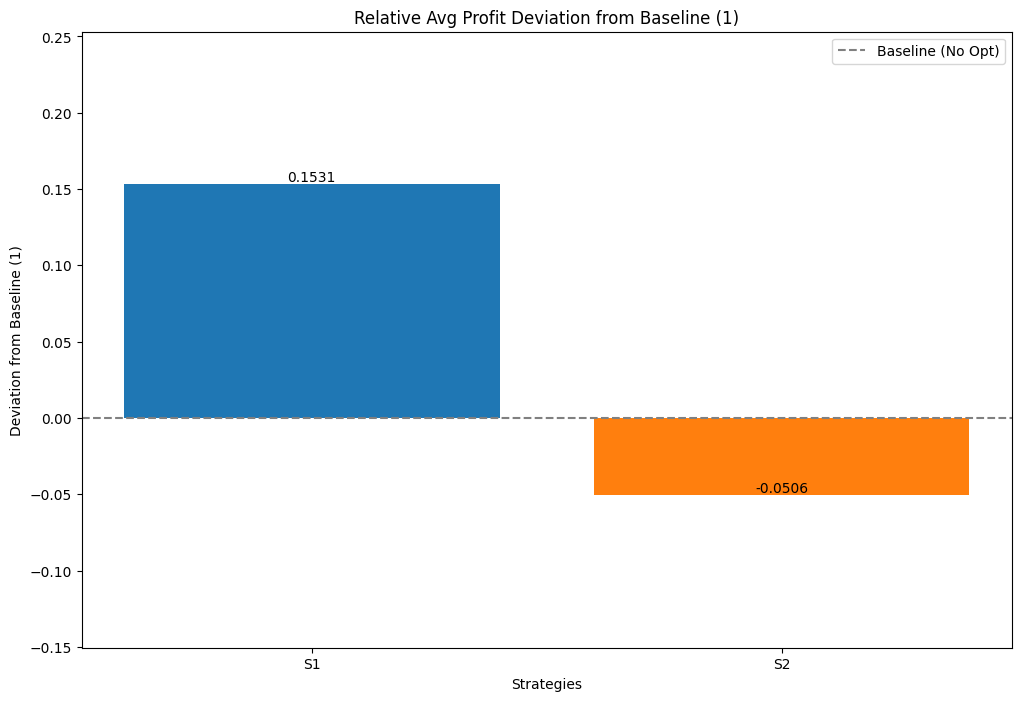 Relative Avg Profit Deviation from Baseline (1)
Baseline (No Opt)
Deviation from Baseline (1)
0.25
0.20
0.15
0.10
0.05
0.00
−0.05
−0.10
−0.15
0.1531
-0.0506
S1
S2
Strategies